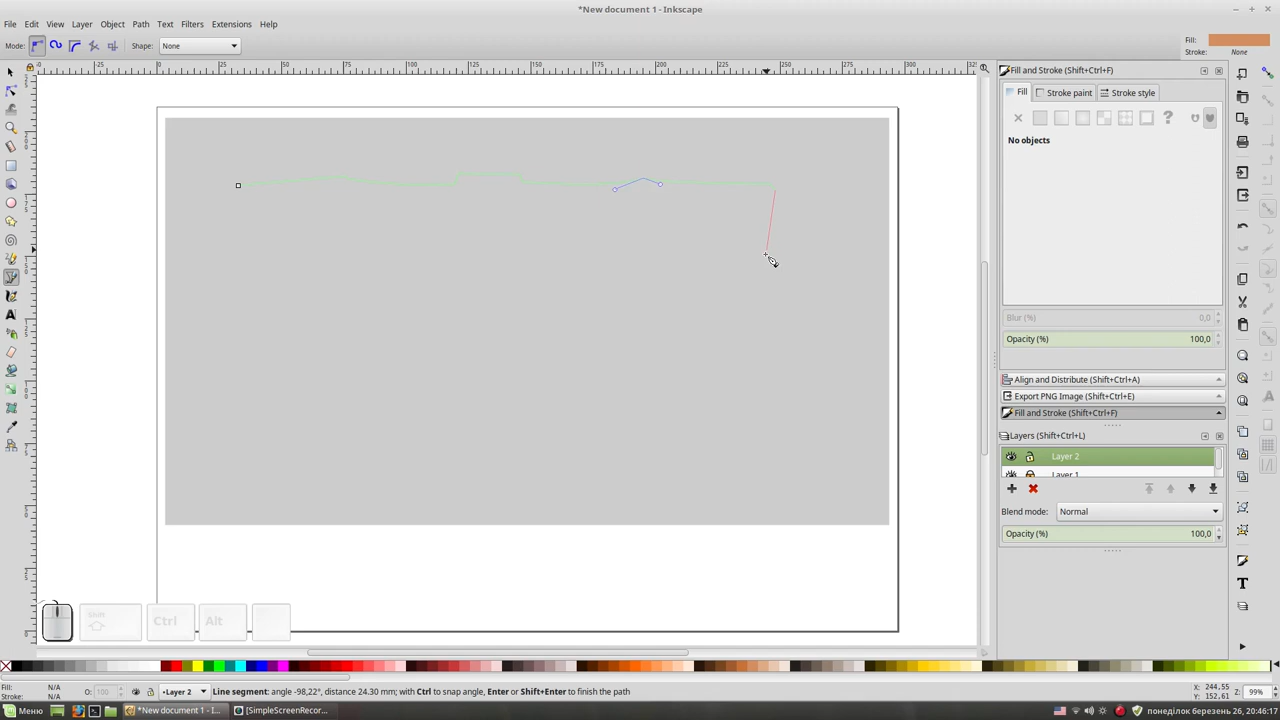 *New document 1 - Inkscape
File Edit View Layer Object Path Text Filters Extensions Help
Mode: Shape: None
Fill:
Stroke: None
Fill and Stroke (Shift+Ctrl+F)
Fill Stroke paint Stroke style
No objects
Blur (%) 0,0
Opacity (%) 100,0
Align and Distribute (Shift+Ctrl+A)
Export PNG Image (Shift+Ctrl+E)
Fill and Stroke (Shift+Ctrl+F)
Layers (Shift+Ctrl+L)
Layer 2
Layer 1
Blend mode: Normal
Opacity (%) 100,0
Shift Ctrl Alt
Fill: N/A
Stroke: N/A
O: 100
Layer 2
Line segment: angle -98,22°, distance 24.30 mm; with Ctrl to snap angle, Enter or Shift+Enter to finish the path
X: 244.55
Y: 152,61
Z: 99%
Меню
*New document 1 - I...
[SimpleScreenRecor...
понеділок березень 26, 20:46:17